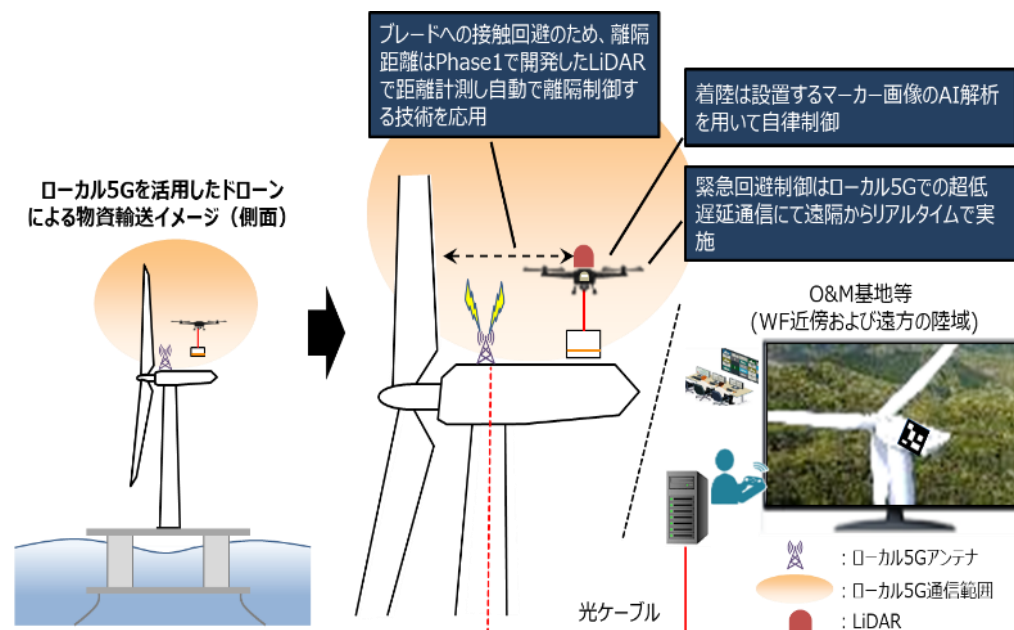 ブレードへの接触回避のため、離隔
距離はPhase1で開発したLiDAR
で距離計測し自動で離隔制御す
る技術を応用
着陸は設置するマーカー画像のAI解析
を用いて自律制御
緊急回避制御はローカル5Gでの超低
遅延通信にて遠隔からリアルタイムで実
施
ローカル5Gを活用したドローン
による物資輸送イメージ（側面）
O&M基地等
(WF近傍および遠方の陸域)
光ケーブル
：ローカル5Gアンテナ
：ローカル5G通信範囲
：LiDAR